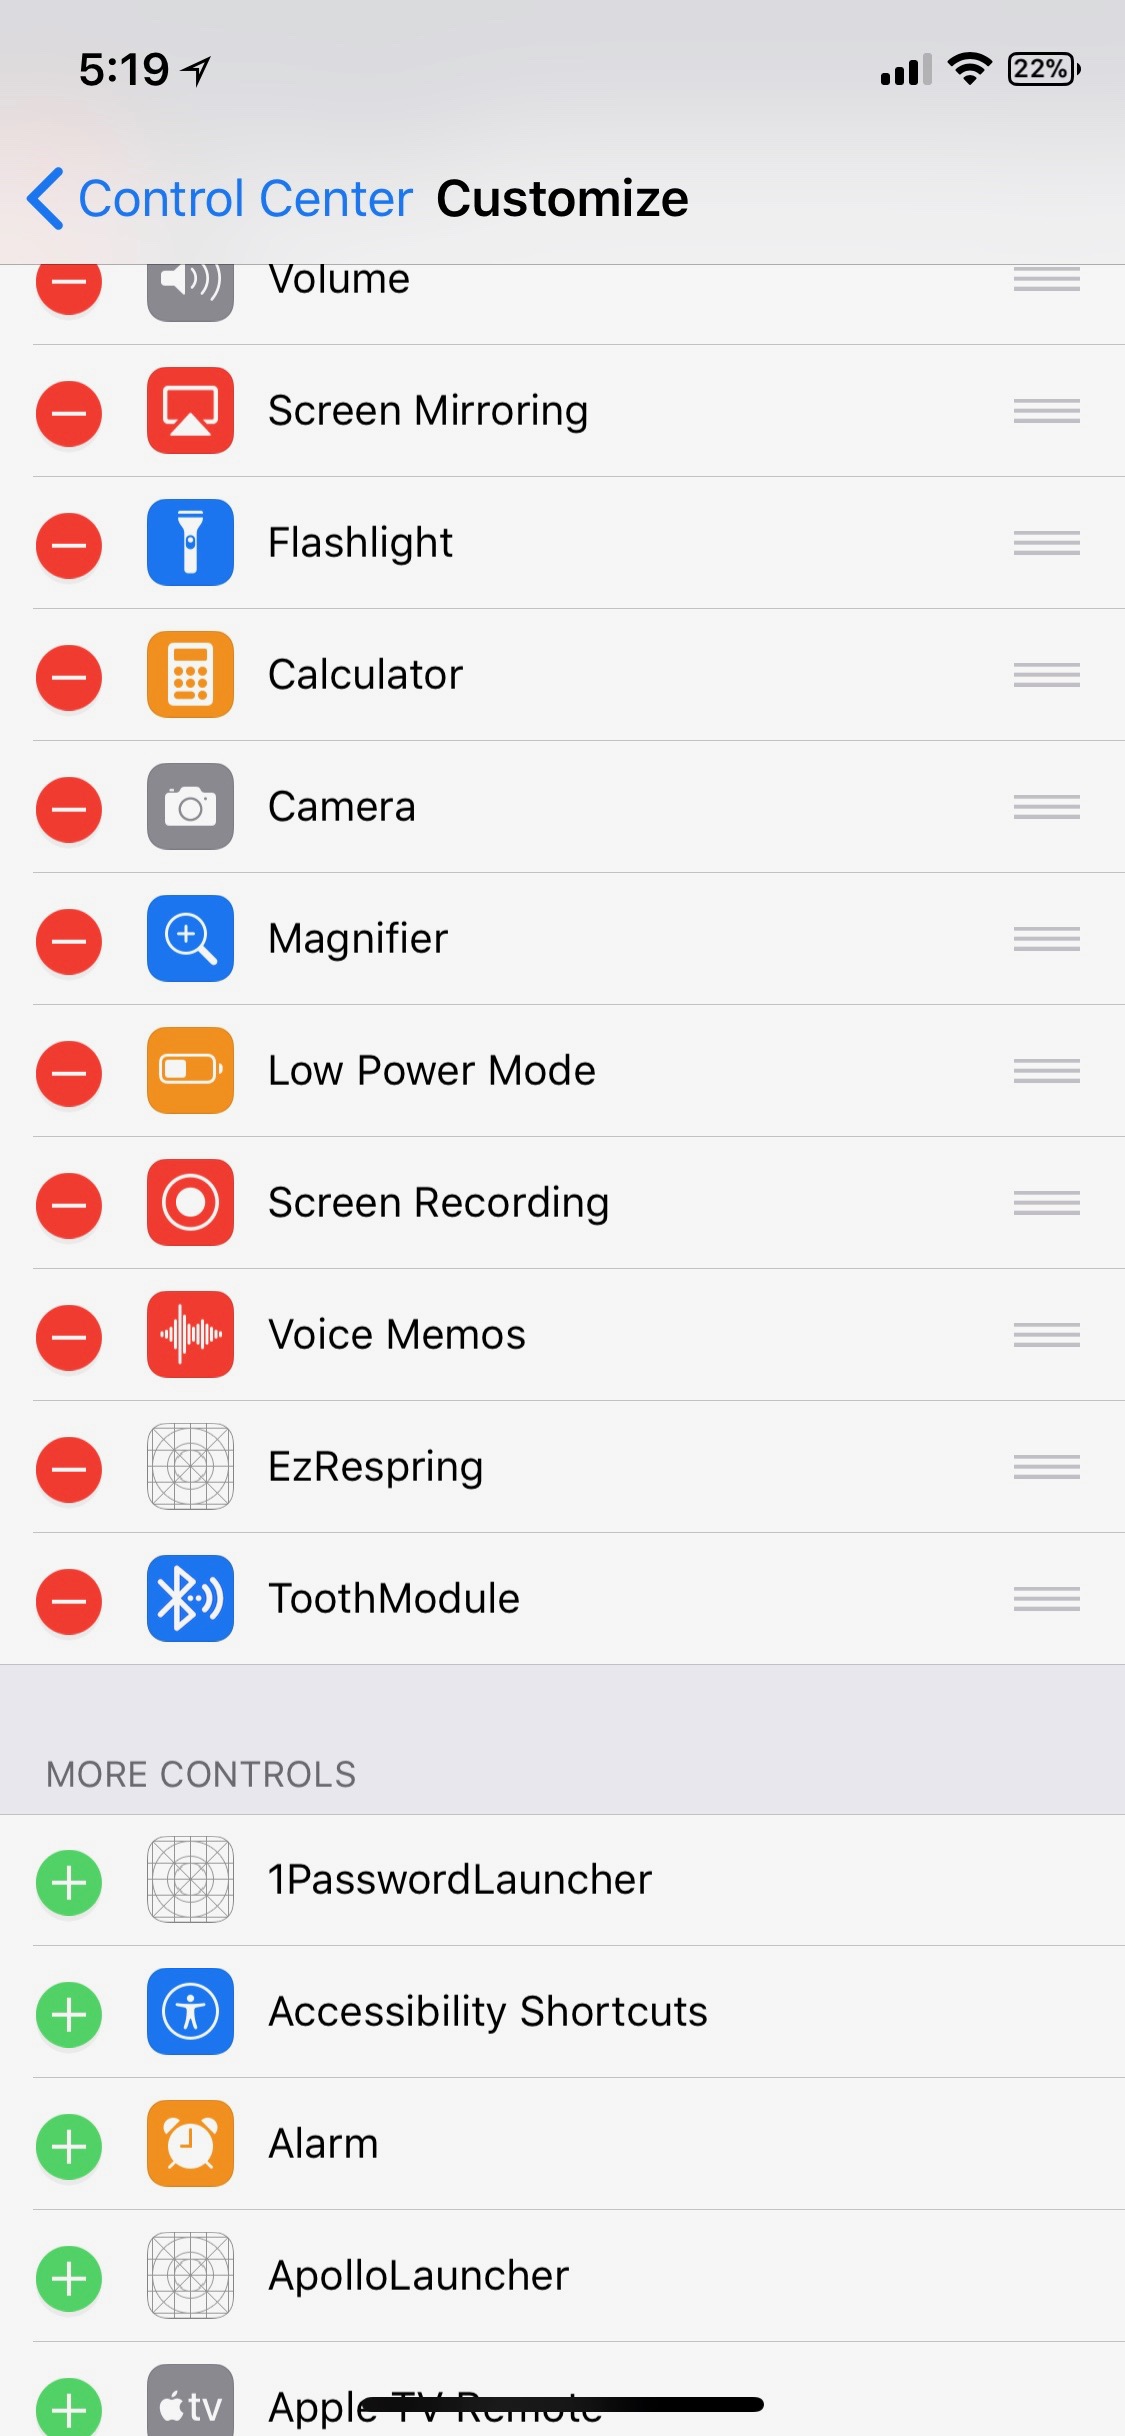 5:19
22%
Control Center Customize
Volume
Screen Mirroring
Flashlight
Calculator
Camera
Magnifier
Low Power Mode
Screen Recording
Voice Memos
EzRespring
ToothModule
MORE CONTROLS
1PasswordLauncher
Accessibility Shortcuts
Alarm
ApolloLauncher
tv
Apple TV Remote